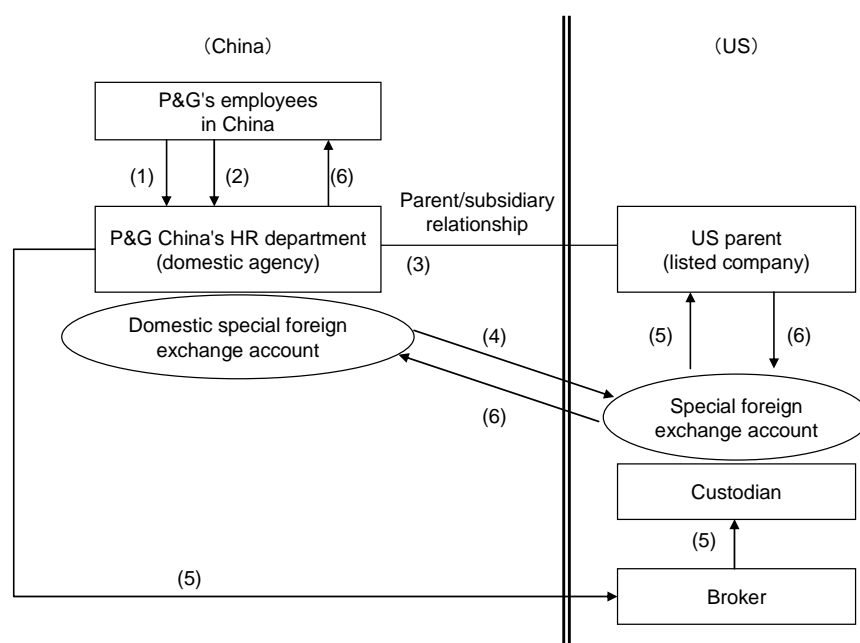 （China）
（US）
P&G's employees
in China
(1)
(2)
(6)
Parent/subsidiary
relationship
P&G China's HR department
(domestic agency)
(3)
US parent
(listed company)
Domestic special foreign
exchange account
(4)
(5)
(6)
(6)
Special foreign
exchange account
Custodian
(5)
(5)
Broker